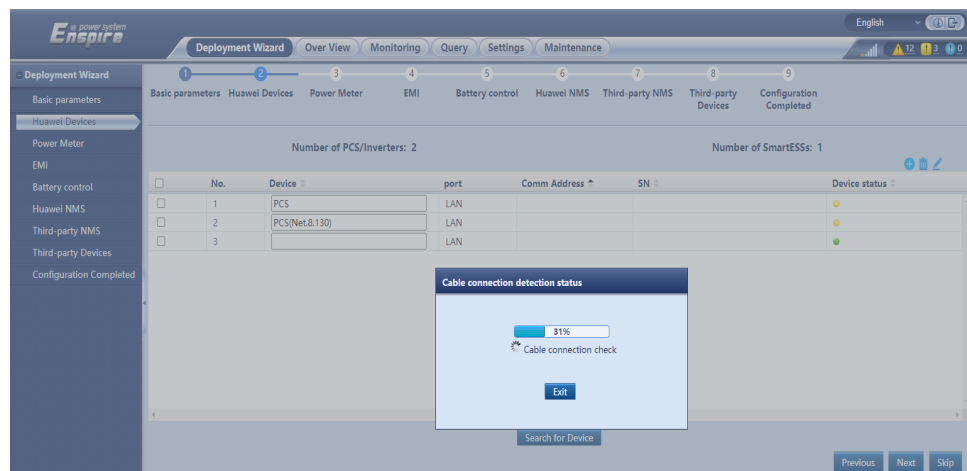 English
e power system
Enspire
Deployment Wizard Over View Monitoring Query Settings Maintenance
12 3 0
Deployment Wizard
Basic parameters
Huawei Devices
Power Meter
EMI
Battery control
Huawei NMS
Third-party NMS
Third-party Devices
Configuration Completed
1 2 3 4 5 6 7 8 9
Basic parameters Huawei Devices Power Meter EMI Battery control Huawei NMS Third-party NMS Third-party Configuration
Devices Completed
Number of PCS/Inverters: 2 Number of SmartESSs: 1
No. Device port Comm Address SN Device status
1 PCS LAN
2 PCS(Net.8.130) LAN
3 LAN
Cable connection detection status
31%
Cable connection check
Exit
Search for Device
Previous Next Skip